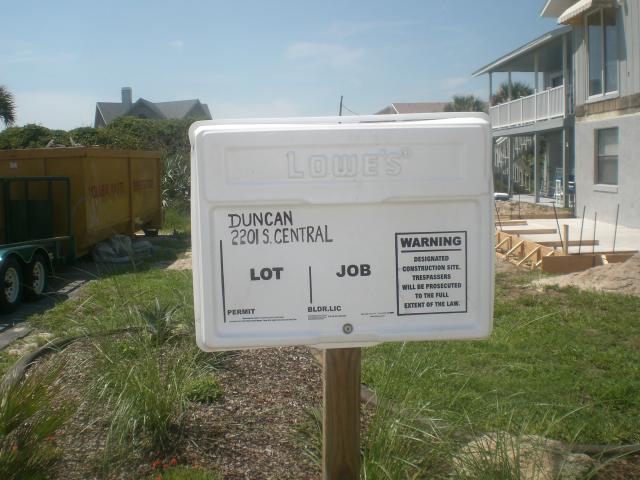 LOWE'S
DUNCAN
2201 S. CENTRAL
LOT
JOB
PERMIT
BLDR.LIC
WARNING
DESIGNATED
CONSTRUCTION SITE.
TRESPASSERS
WILL BE PROSECUTED
TO THE FULL
EXTENT OF THE LAW.